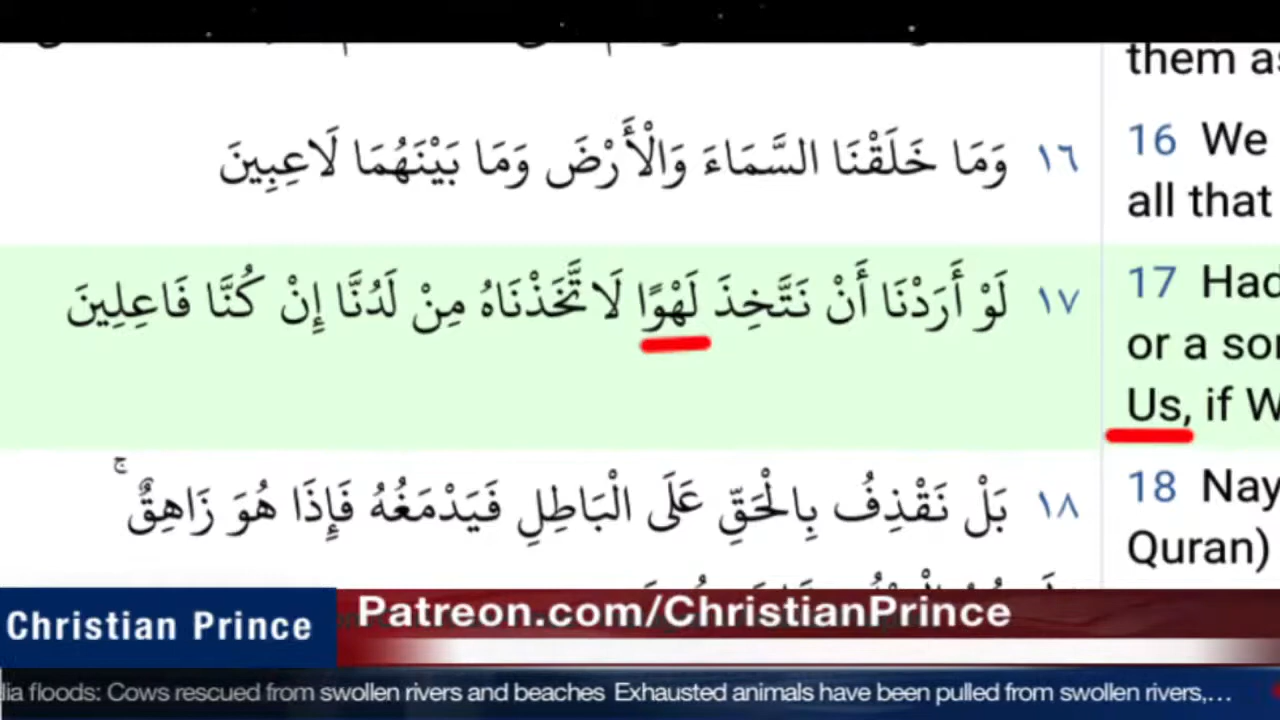 them as
١٦ وَمَا خَلَقْنَا السَّمَاءَ وَالْأَرْضَ وَمَا بَيْنَهُمَا لَاعِبِينَ
16 We
all that
١٧ لَوْ أَرَدْنَا أَنْ نَتَّخِذَ لَهْوًا لَاتَّخَذْنَاهُ مِنْ لَدُنَّا إِنْ كُنَّا فَاعِلِينَ
17 Had
or a son
Us, if W
١٨ بَلْ نَقْذِفُ بِالْحَقِّ عَلَى الْبَاطِلِ فَيَدْمَغُهُ فَإِذَا هُوَ زَاهِقٌ ۚ
18 Nay
Quran)
Christian Prince
Patreon.com/ChristianPrince
lia floods: Cows rescued from swollen rivers and beaches Exhausted animals have been pulled from swollen rivers,...